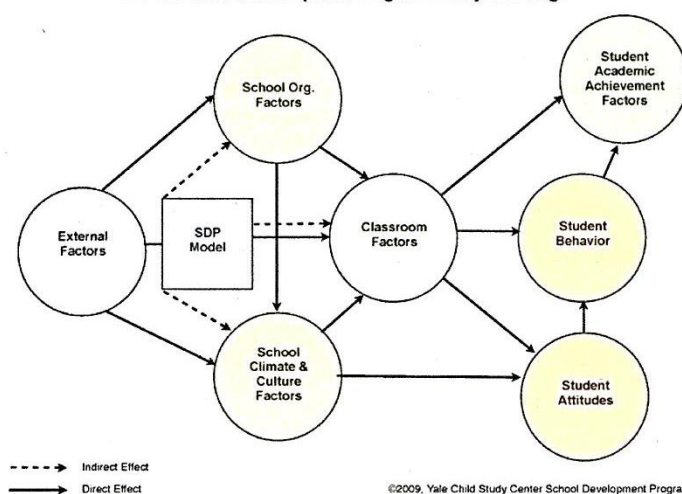 School Org.
Factors
Student
Academic
Achievement
Factors
External
Factors
SDP
Model
Classroom
Factors
Student
Behavior
School
Climate &
Culture
Factors
Student
Attitudes
Indirect Effect
Direct Effect
©2009, Yale Child Study Center School Development